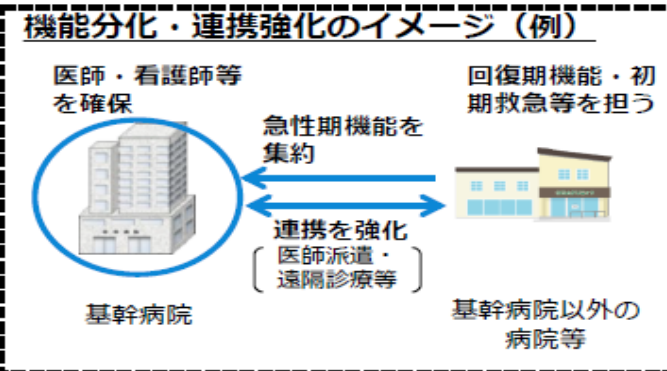 機能分化・連携強化のイメージ（例）
医師・看護師等
を確保
回復期機能・初
期救急等を担う
急性期機能を
集約
連携を強化
医師派遣・
遠隔診療等
基幹病院
基幹病院以外の
病院等